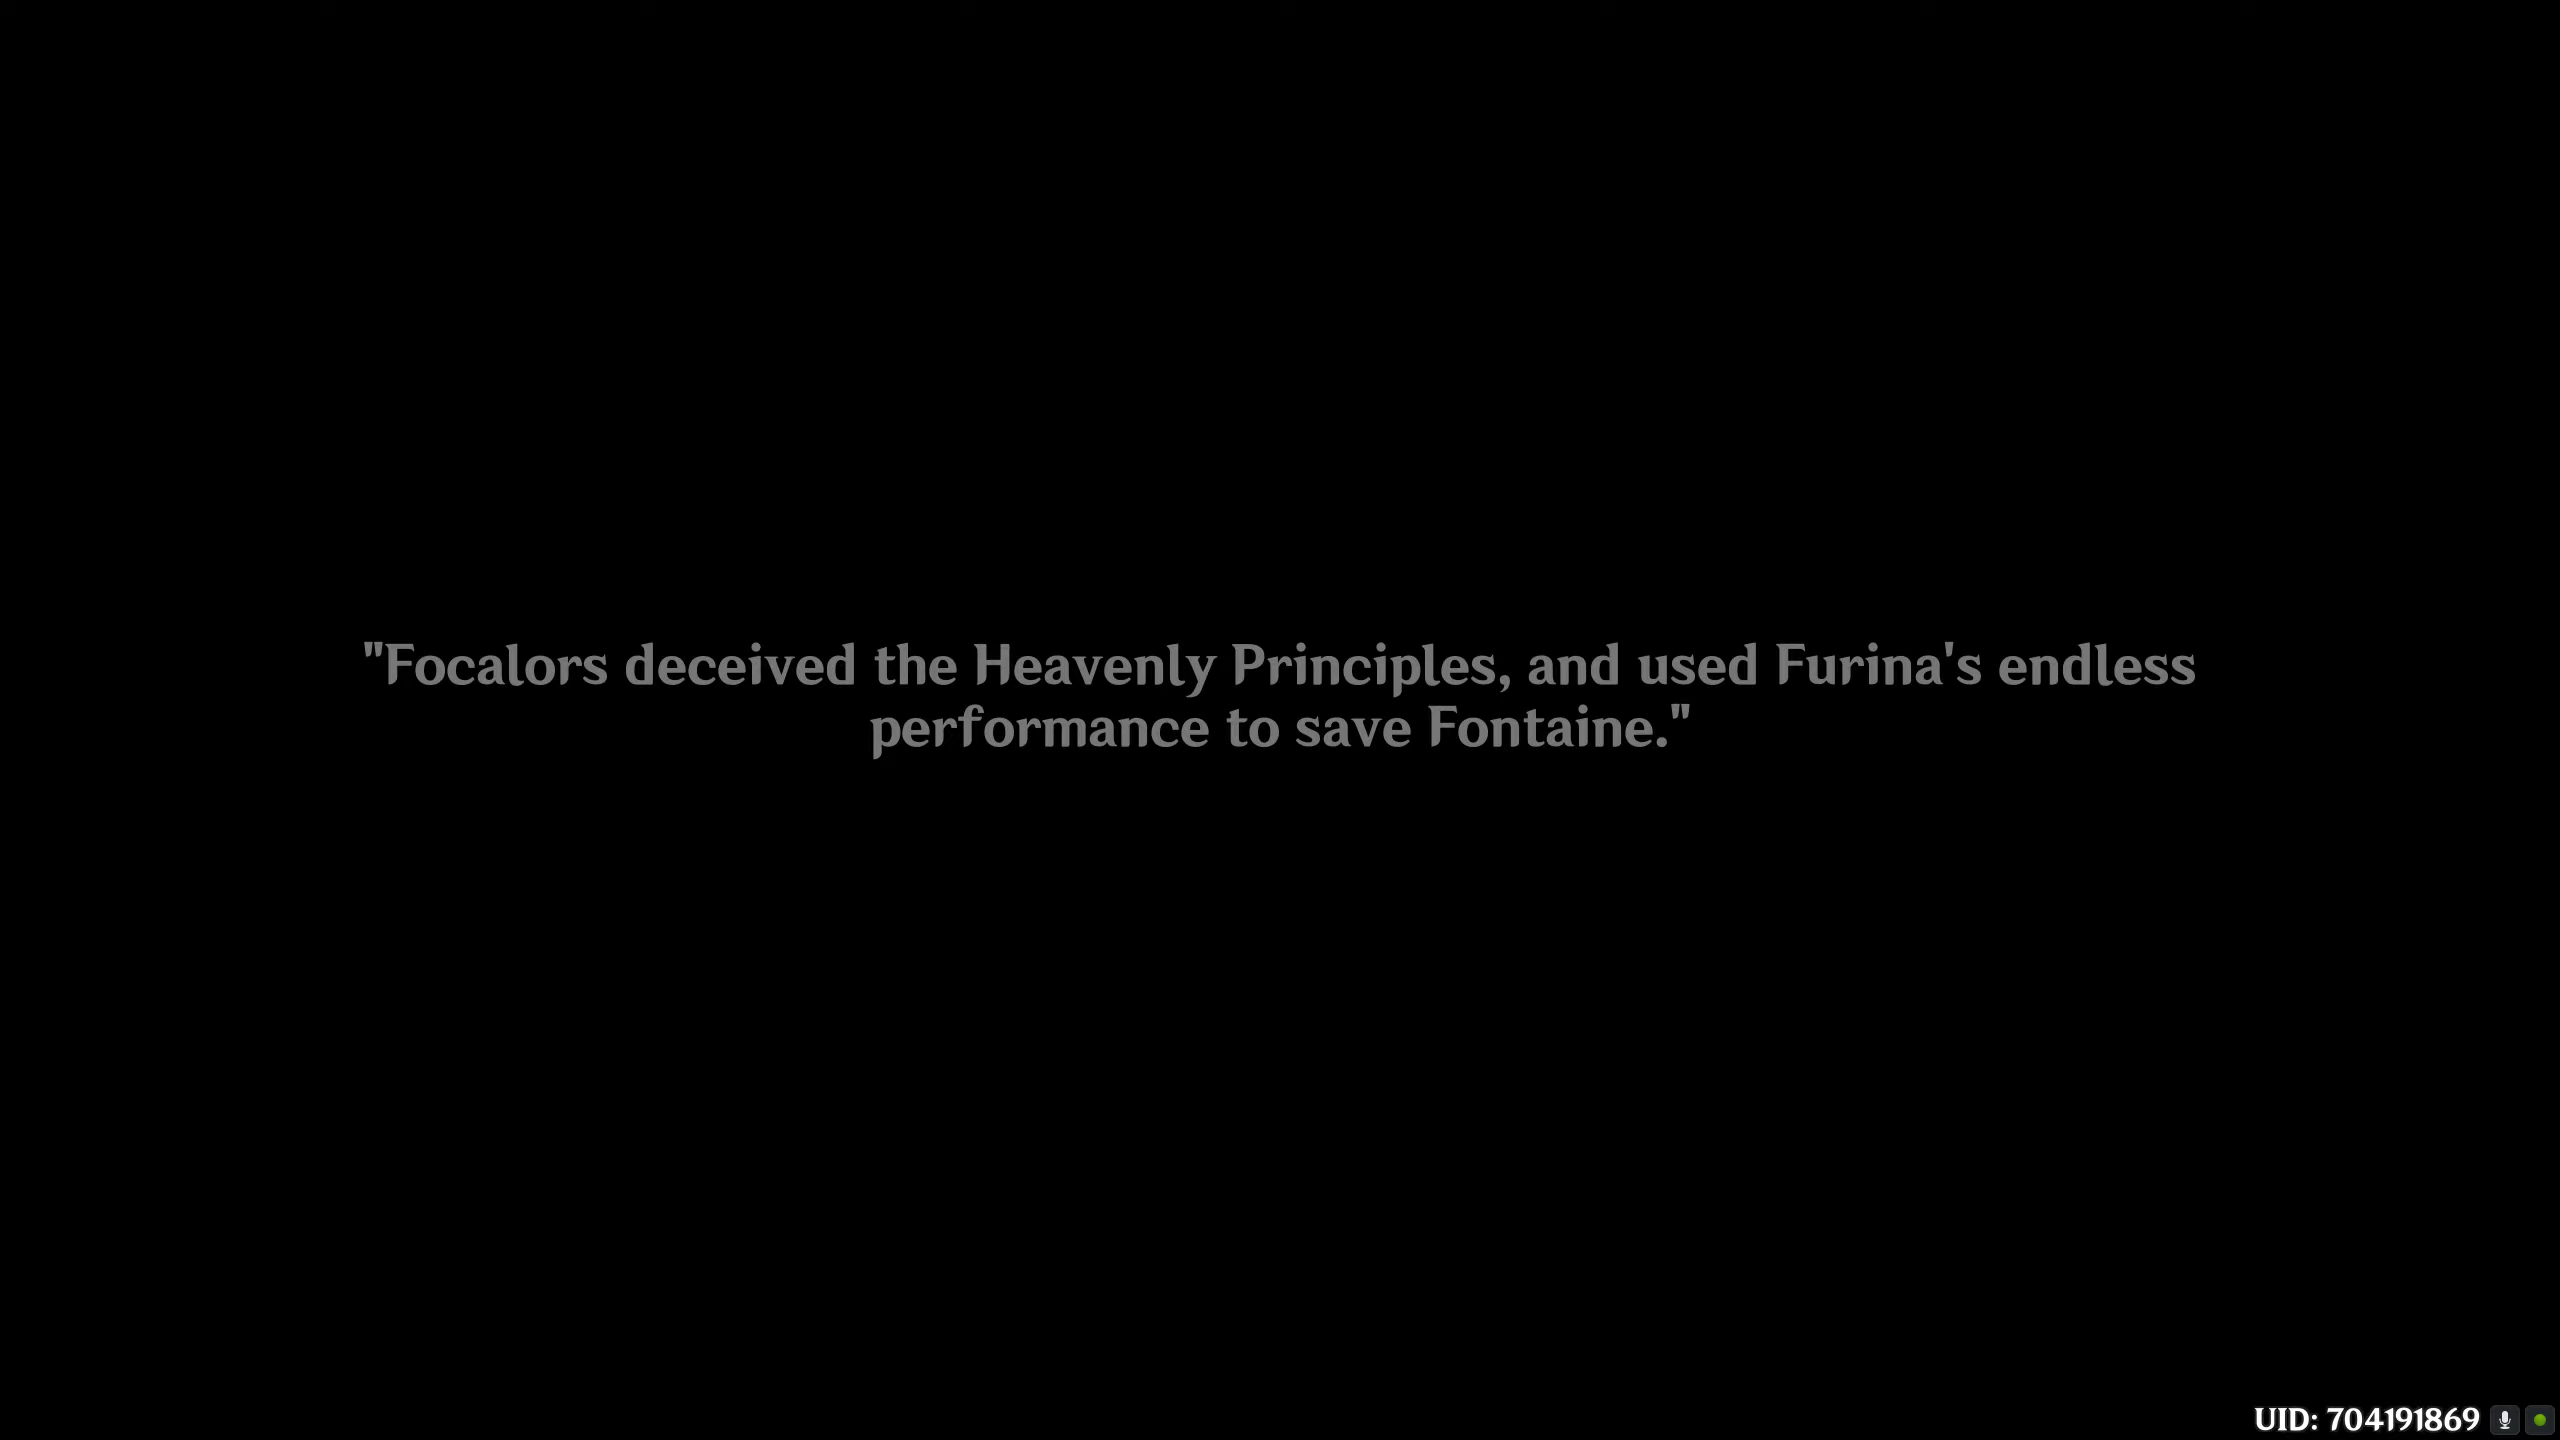 "Focalors deceived the Heavenly Principles, and used Furina's endless
performance to save Fontaine."
UID: 704191869